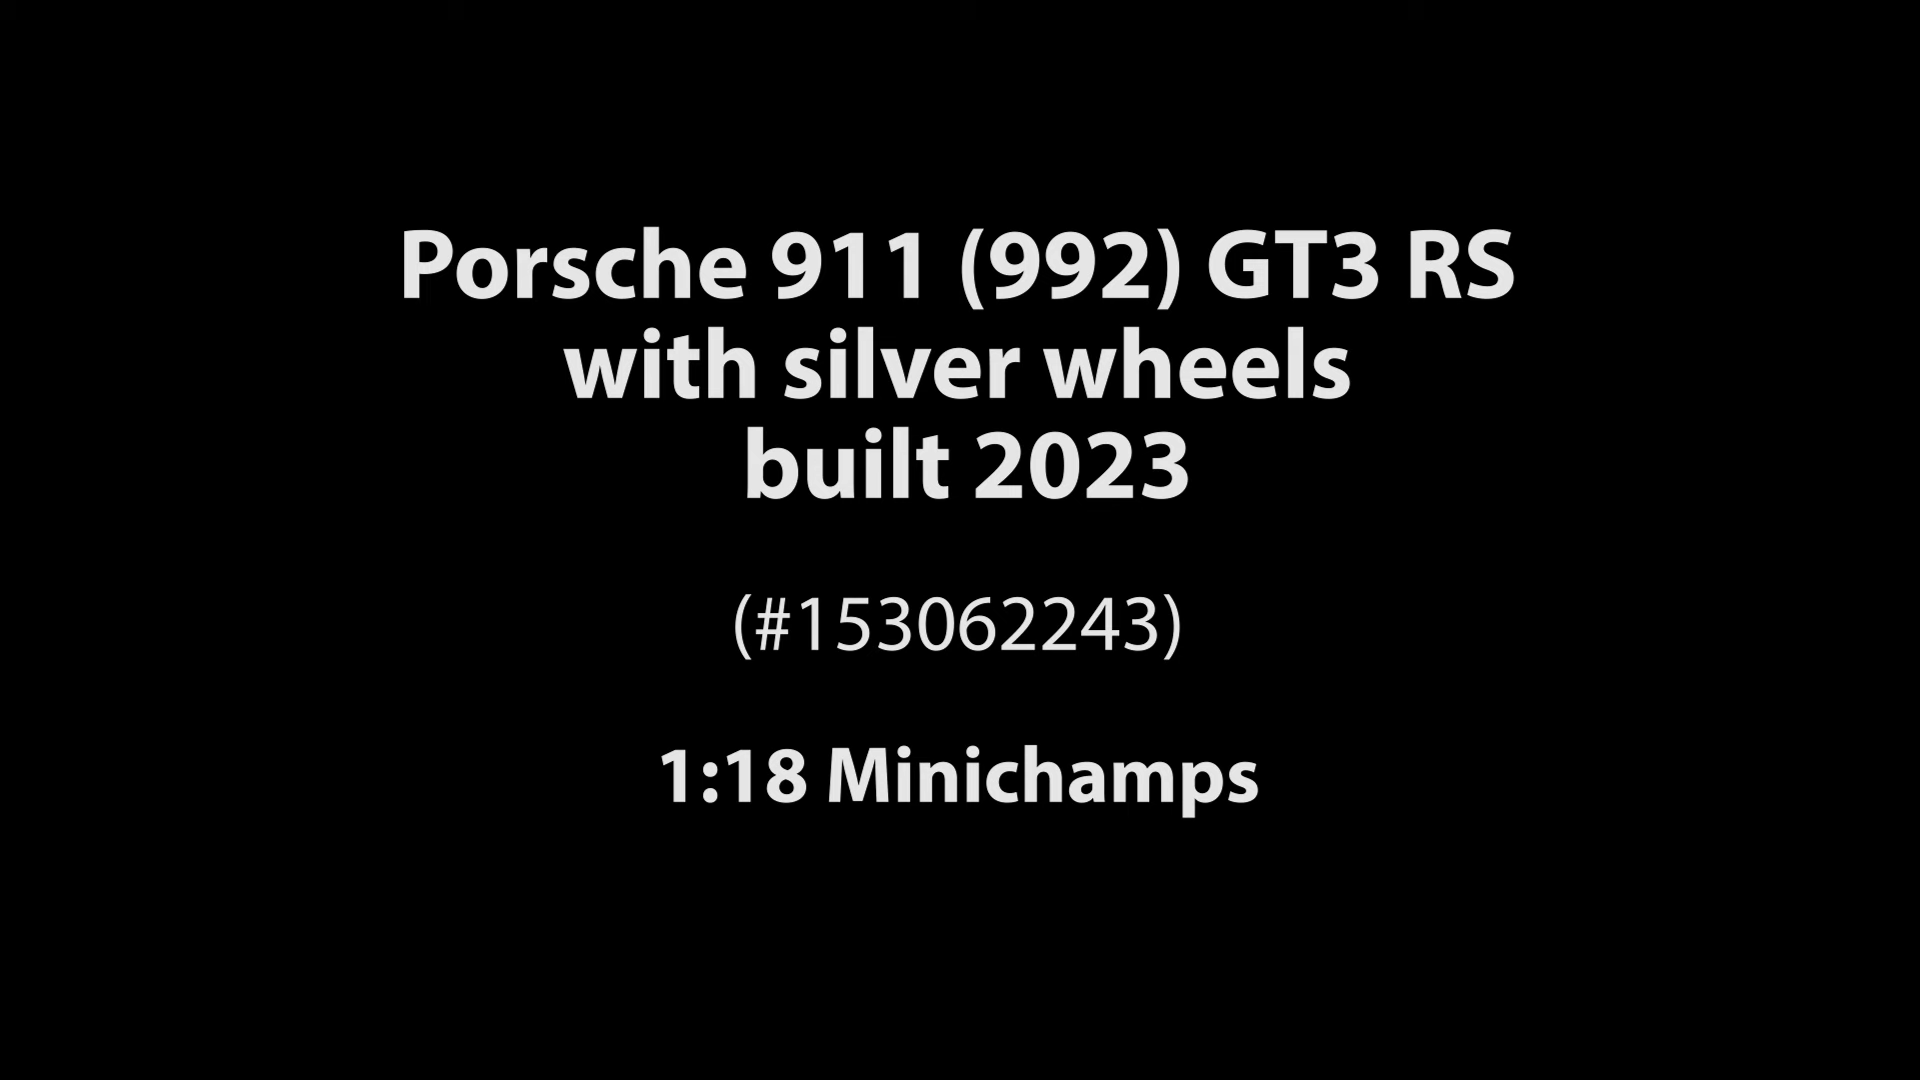 Porsche 911 (992) GT3 RS
with silver wheels
built 2023
(#153062243)
1:18 Minichamps